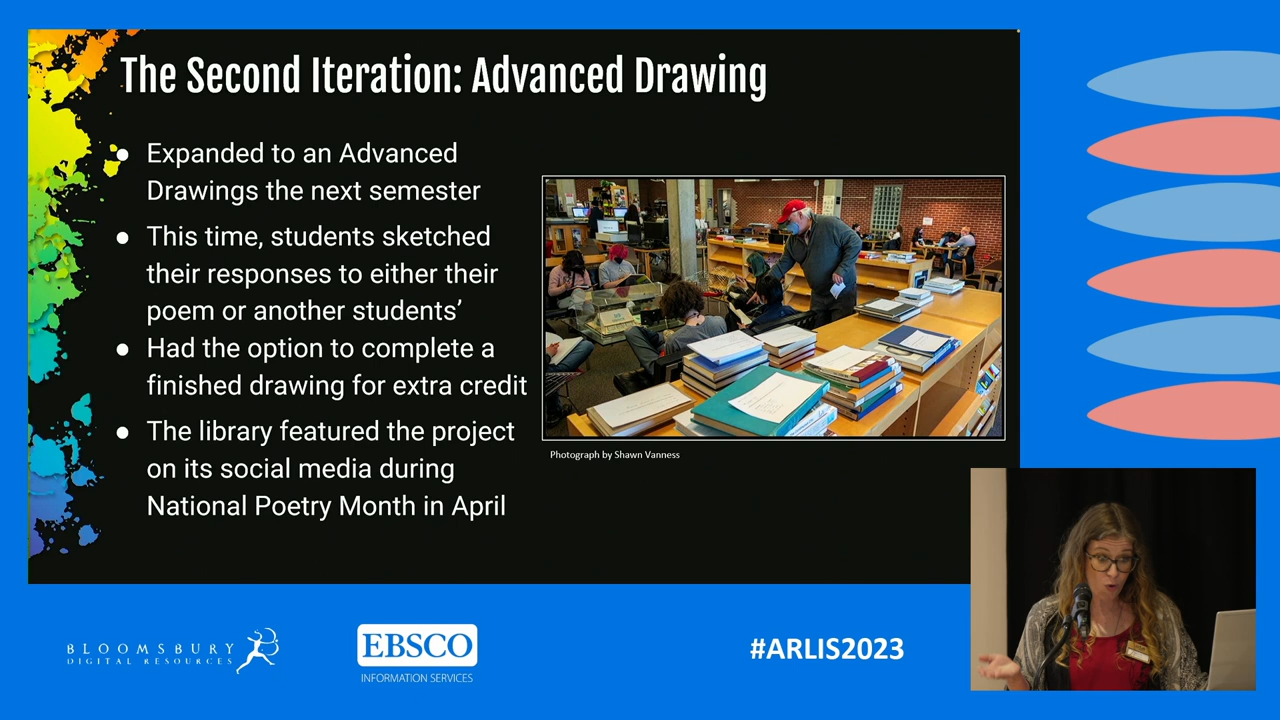 The Second Iteration: Advanced Drawing
● Expanded to an Advanced
Drawings the next semester
● This time, students sketched
their responses to either their
poem or another students’
● Had the option to complete a
finished drawing for extra credit
● The library featured the project
on its social media during
National Poetry Month in April
Photograph by Shawn Vanness
BLOOMSBURY
DIGITAL RESOURCES
EBSCO
INFORMATION SERVICES
#ARLIS2023